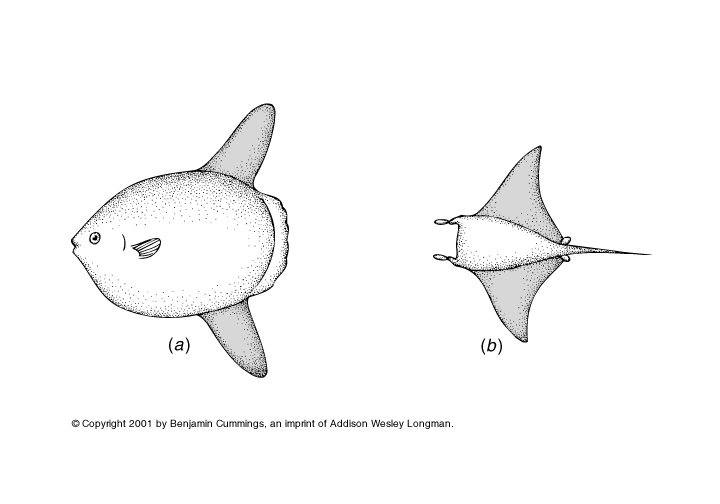 (a)
(b)
© Copyright 2001 by Benjamin Cummings, an imprint of Addison Wesley Longman.